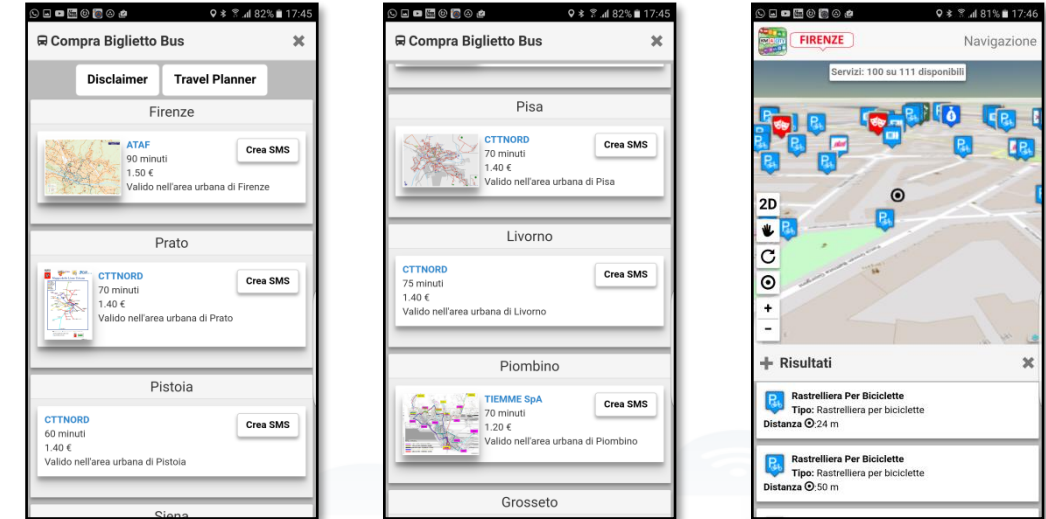 82% 17:45
Compra Biglietto Bus
Disclaimer Travel Planner
Firenze
ATAF
90 minuti
1.50 €
Valido nell'area urbana di Firenze
Crea SMS
Prato
CTTNORD
70 minuti
1.40 €
Valido nell'area urbana di Prato
Crea SMS
Pistoia
CTTNORD
60 minuti
1.40 €
Valido nell'area urbana di Pistoia
Crea SMS
Siena
82% 17:45
Compra Biglietto Bus
Pisa
CTTNORD
70 minuti
1.40 €
Valido nell'area urbana di Pisa
Crea SMS
Livorno
CTTNORD
75 minuti
1.40 €
Valido nell'area urbana di Livorno
Crea SMS
Piombino
TIEMME SpA
70 minuti
1.20 €
Valido nell'area urbana di Piombino
Crea SMS
Grosseto
81% 17:46
FIRENZE Navigazione
Servizi: 100 su 111 disponibili
2D
+
-
Risultati
Rastrelliera Per Biciclette
Tipo: Rastrelliera per biciclette
Distanza :24 m
Rastrelliera Per Biciclette
Tipo: Rastrelliera per biciclette
Distanza :50 m